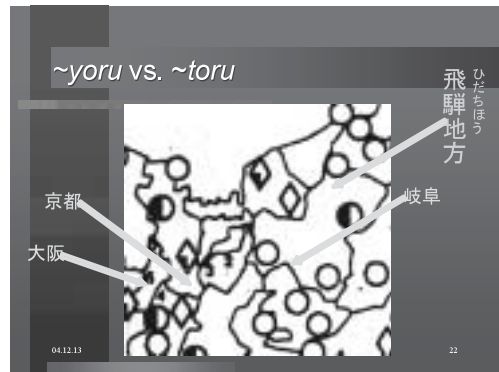 ~yoru vs. ~toru
飛騨地方
ひだちほう
岐阜
京都
大阪
04.12.13
22